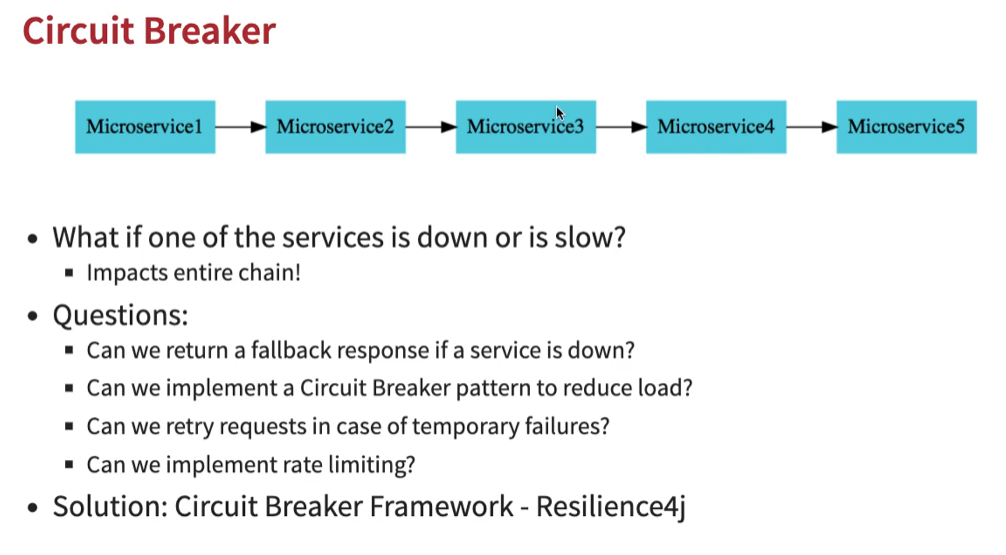 Circuit Breaker
Microservice1 Microservice2 Microservice3 Microservice4 Microservice5
• What if one of the services is down or is slow?
▪ Impacts entire chain!
• Questions:
▪ Can we return a fallback response if a service is down?
▪ Can we implement a Circuit Breaker pattern to reduce load?
▪ Can we retry requests in case of temporary failures?
▪ Can we implement rate limiting?
• Solution: Circuit Breaker Framework - Resilience4j